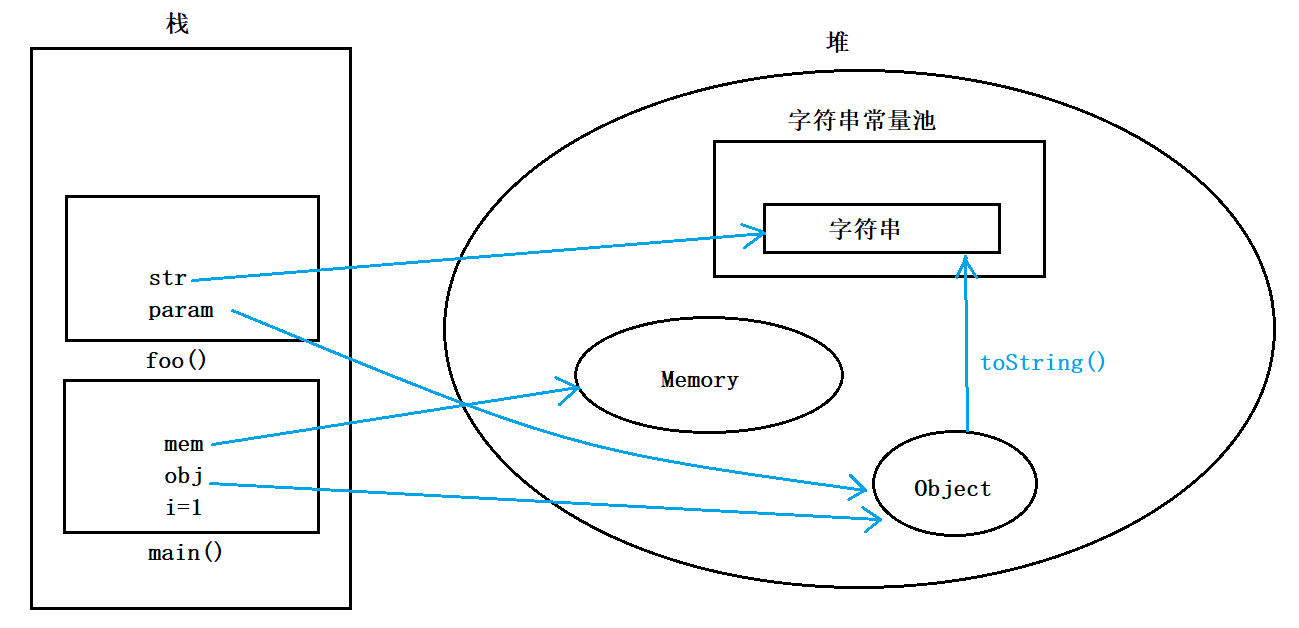 栈
堆
字符串常量池
字符串
str
param
foo()
toString()
Memory
mem
obj
i=1
Object
main()